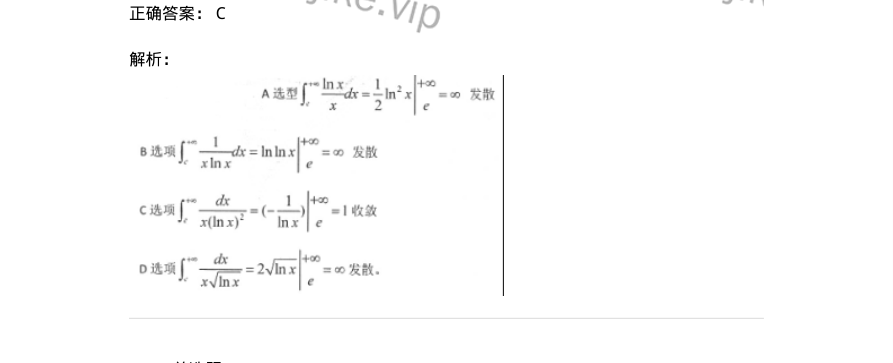 正确答案： C
解析：
A 选型 ∫_e^{+∞} ln x / x dx = 1/2 ln² x |_e^{+∞} = ∞ 发散
B 选项 ∫_e^{+∞} 1 / (x ln x) dx = ln ln x |_e^{+∞} = ∞ 发散
C 选项 ∫_e^{+∞} dx / (x(ln x)²) = (- 1 / ln x) |_e^{+∞} = 1 收敛
D 选项 ∫_e^{+∞} dx / (x√(ln x)) = 2√(ln x) |_e^{+∞} = ∞ 发散。